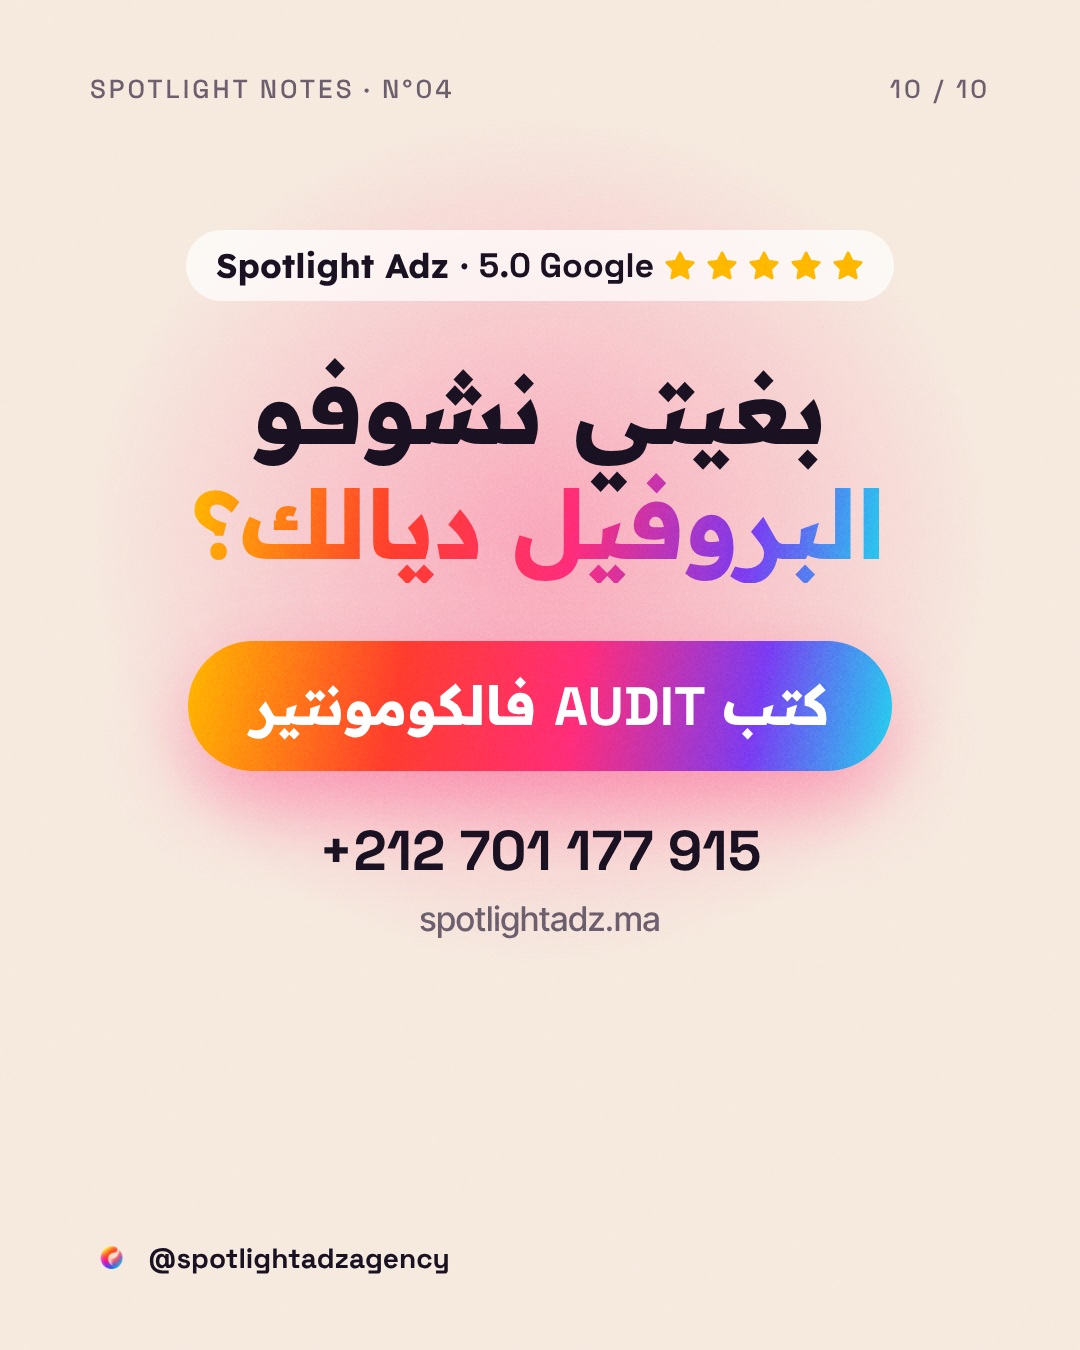 SPOTLIGHT NOTES · N°04
10 / 10
Spotlight Adz · 5.0 Google ★★★★★
بغيتي نشوفو
البروفيل ديالك؟
كتب AUDIT فالكومونتير
+212 701 177 915
spotlightadz.ma
@spotlightadzagency